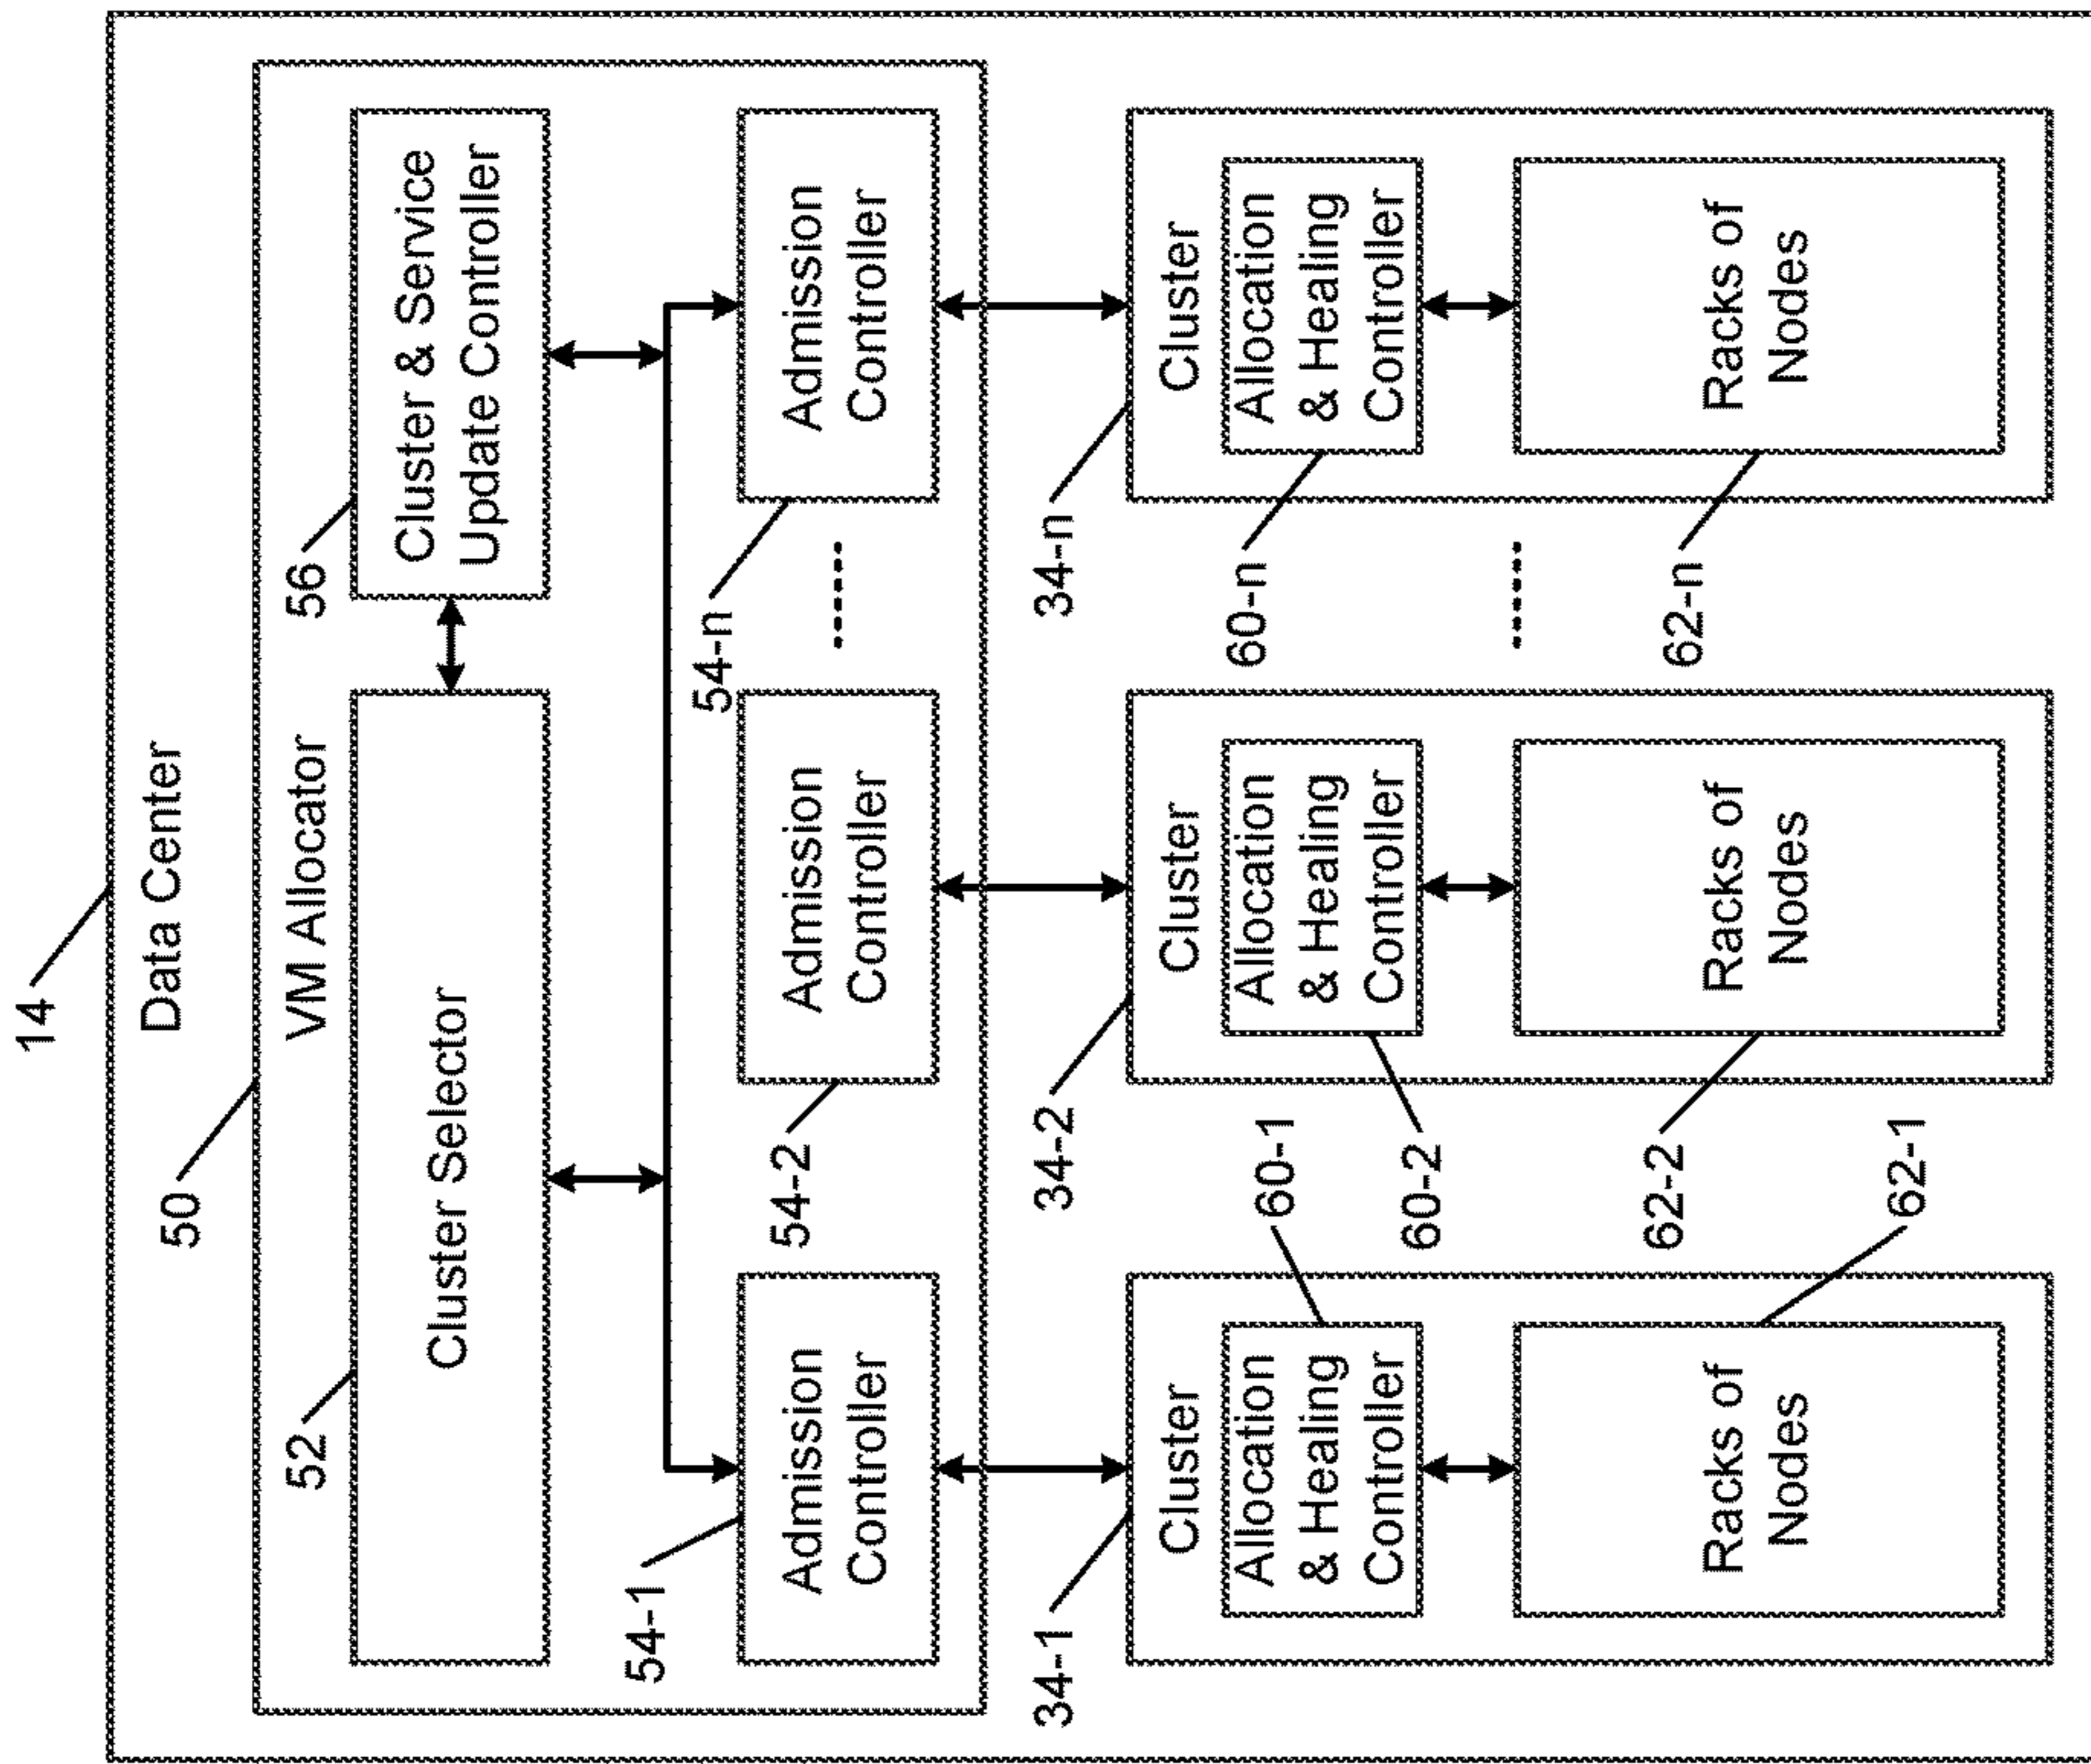 14
Data Center
50
VM Allocator
52
Cluster Selector
56
Cluster & Service
Update Controller
54-1
Admission
Controller
54-2
Admission
Controller
54-n
Admission
Controller
.......
34-1
Cluster
60-1
Allocation
& Healing
Controller
62-1
Racks of
Nodes
34-2
Cluster
60-2
Allocation
& Healing
Controller
62-2
Racks of
Nodes
.......
34-n
Cluster
60-n
Allocation
& Healing
Controller
62-n
Racks of
Nodes